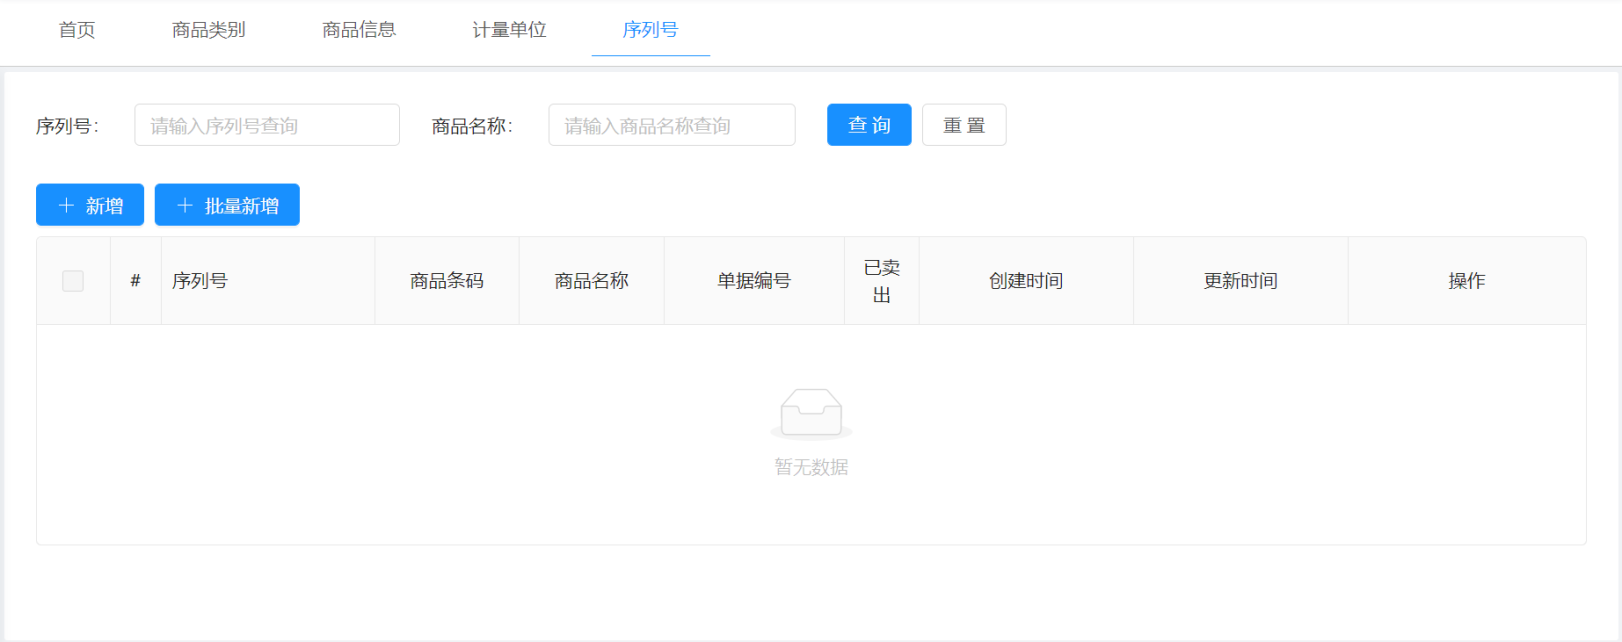 首页 商品类别 商品信息 计量单位 序列号
序列号: 请输入序列号查询 商品名称: 请输入商品名称查询 查 询 重 置
+ 新增 + 批量新增
# 序列号 商品条码 商品名称 单据编号 已卖出 创建时间 更新时间 操作
暂无数据